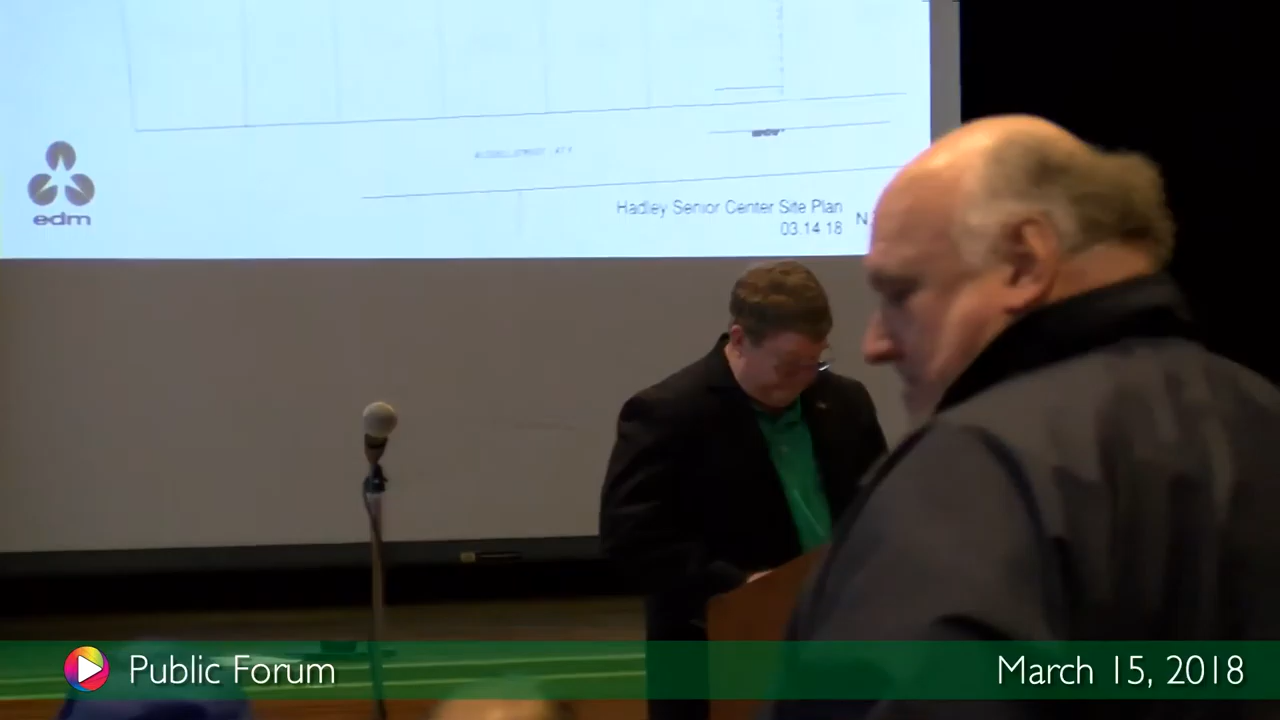 edm
Hadley Senior Center Site Plan
03.14 18
N
Public Forum
March 15, 2018